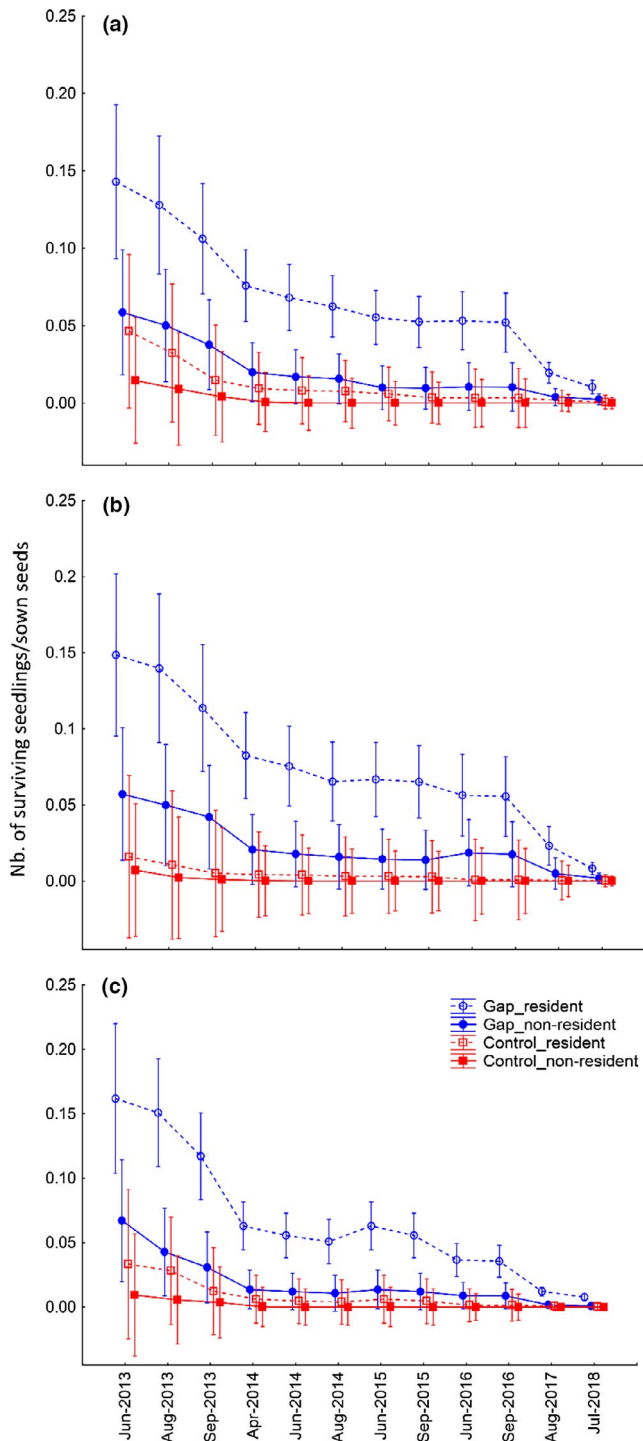 (a)
0.25
0.20
0.15
0.10
0.05
0.00
(b)
0.25
0.2
0.15
0.1
0.05
0.00
Nb. of surviving seedlings/sown seeds
(c)
0.25
0.20
0.15
0.10
0.05
0.00
Gap_resident
Gap_non-resident
Control_resident
Control_non-resident
Jun-2013
Aug-2013
Sep-2013
Apr-2014
Jun-2014
Aug-2014
Jun-2015
Sep-2015
Jun-2016
Sep-2016
Aug-2017
Jul-2018